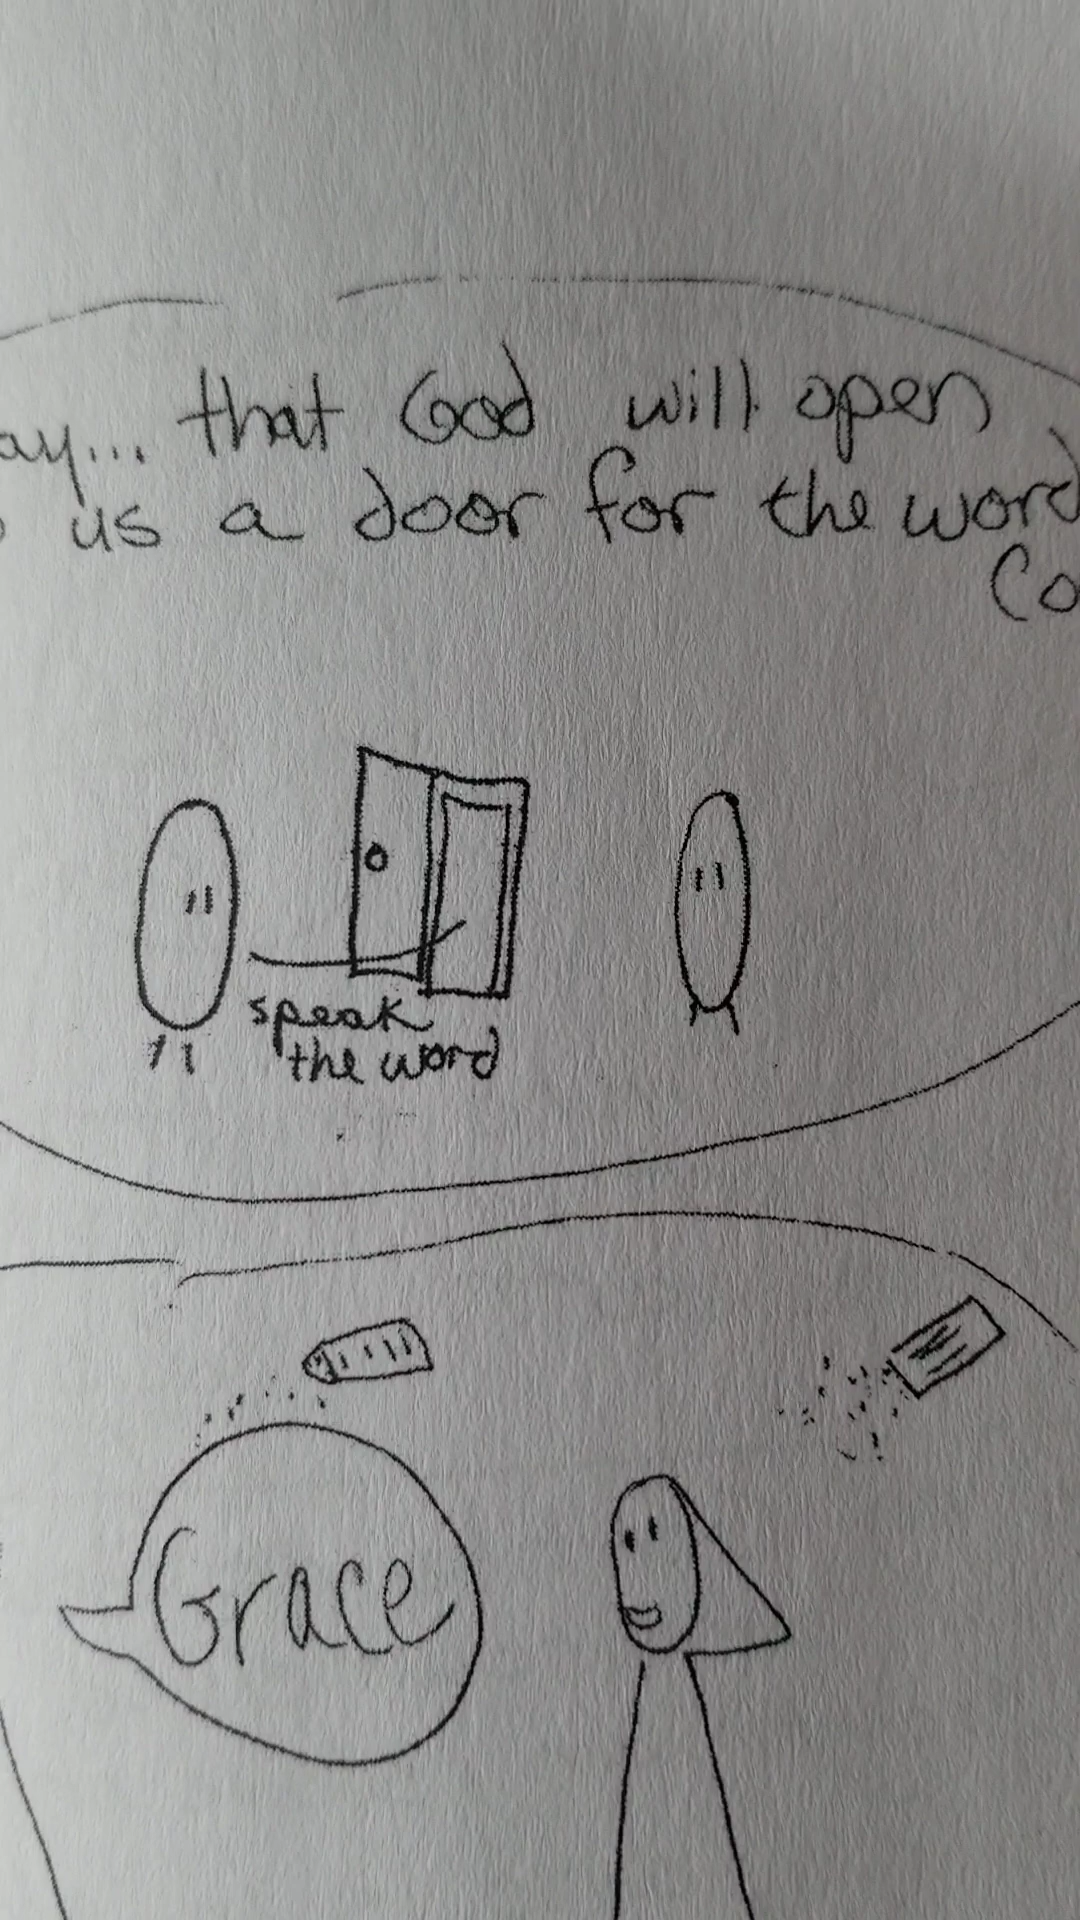 ay... that God will open
us a door for the word
Co
speak
the word
Grace